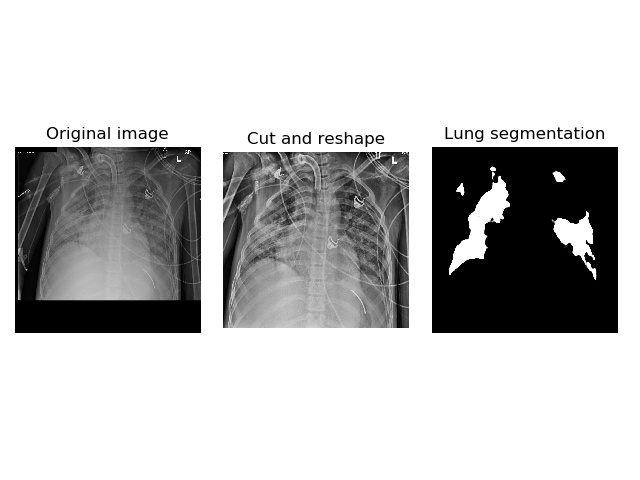 Original image
Cut and reshape
Lung segmentation
L
L